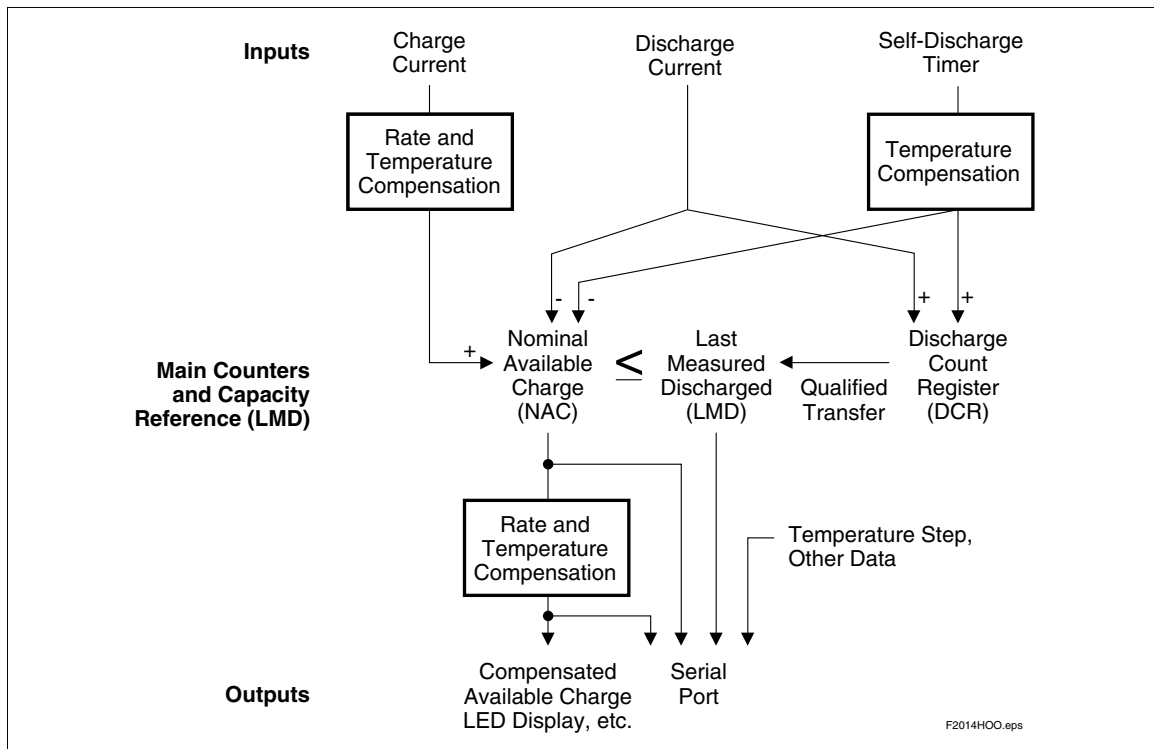 Inputs
Charge
Current
Discharge
Current
Self-Discharge
Timer
Rate and
Temperature
Compensation
Temperature
Compensation
- - + +
+
Main Counters
and Capacity
Reference (LMD)
Nominal
Available
Charge
(NAC)
≤
Last
Measured
Discharged
(LMD)
Qualified
Transfer
Discharge
Count
Register
(DCR)
Rate and
Temperature
Compensation
Temperature Step,
Other Data
Outputs
Compensated
Available Charge
LED Display, etc.
Serial
Port
F2014HOO.eps